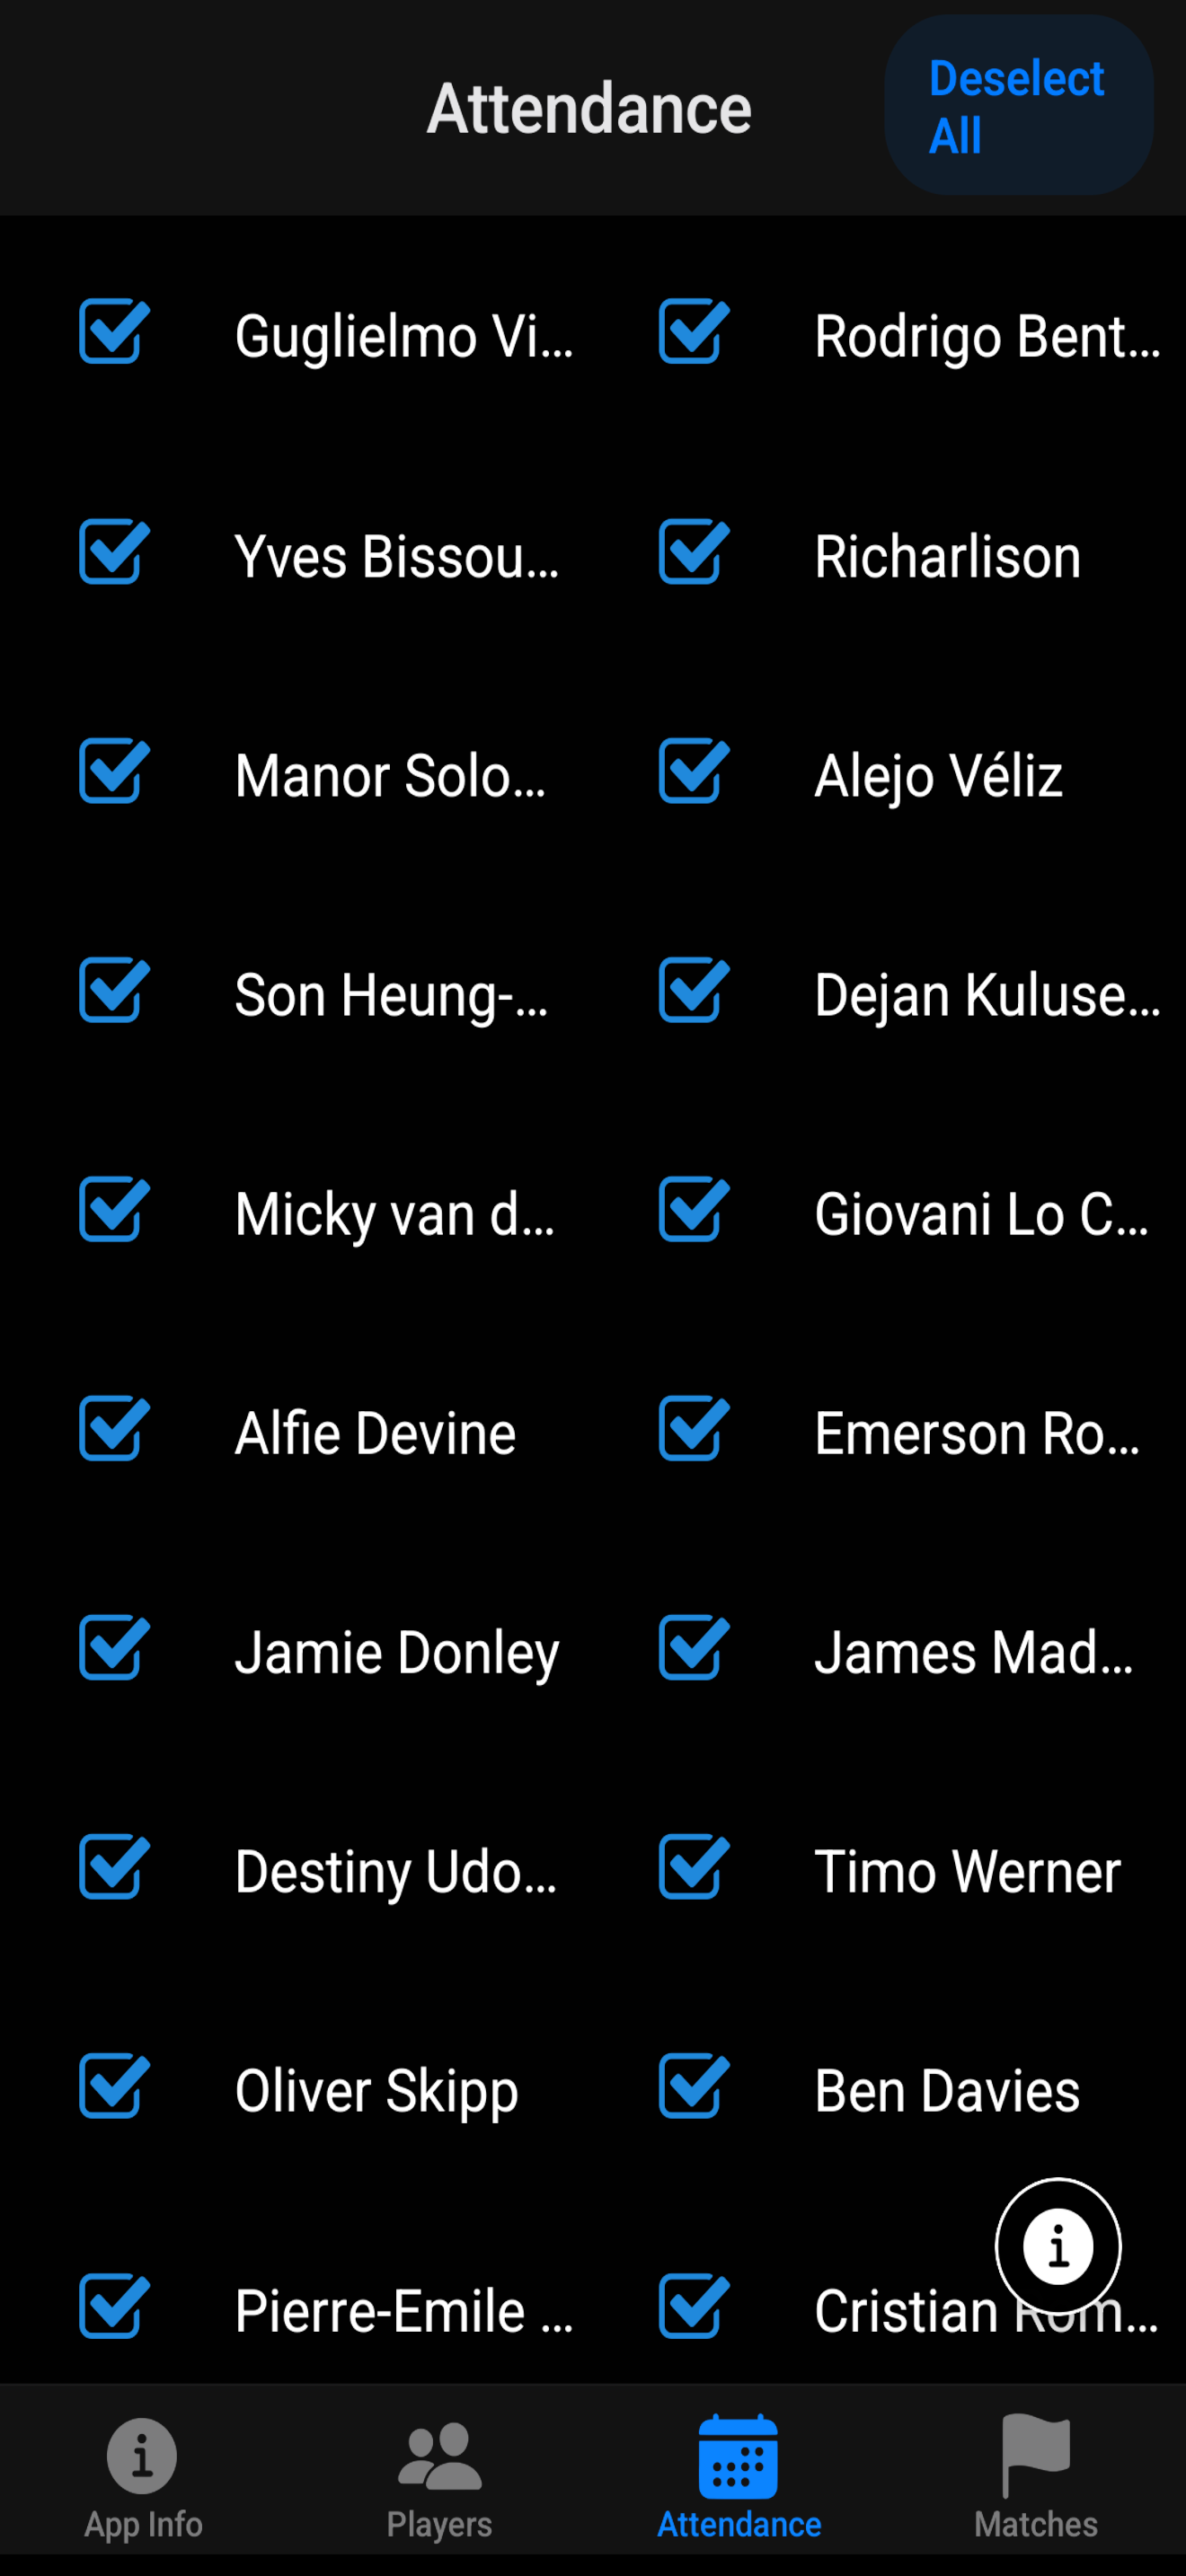 Attendance
Deselect
All
Guglielmo Vi...
Rodrigo Bent...
Yves Bissou...
Richarlison
Manor Solo...
Alejo Véliz
Son Heung-...
Dejan Kuluse...
Micky van d...
Giovani Lo C...
Alfie Devine
Emerson Ro...
Jamie Donley
James Mad...
Destiny Udo...
Timo Werner
Oliver Skipp
Ben Davies
Pierre-Emile ...
Cristian Rom...
App Info
Players
Attendance
Matches